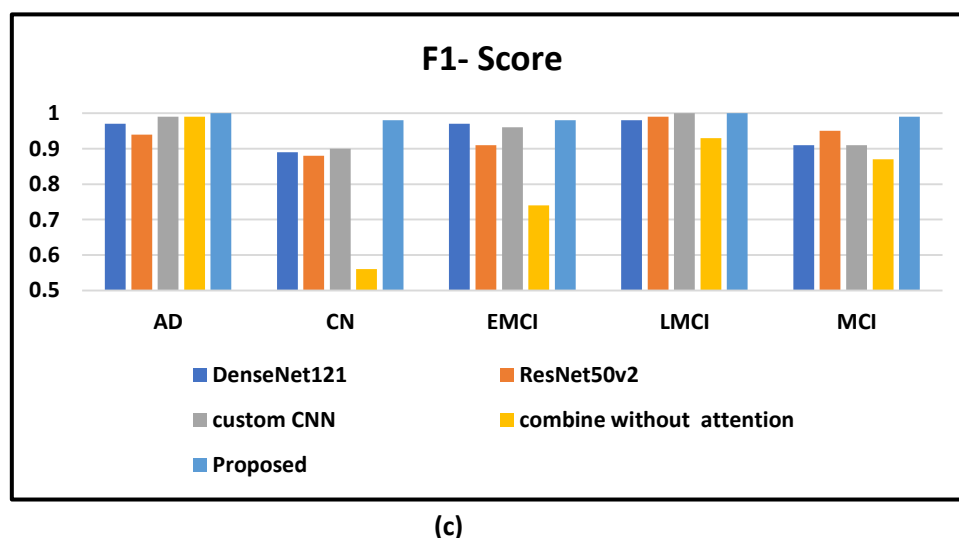 F1- Score
1
0.9
0.8
0.7
0.6
0.5
AD CN EMCI LMCI MCI
DenseNet121 ResNet50v2
custom CNN combine without attention
Proposed
(c)